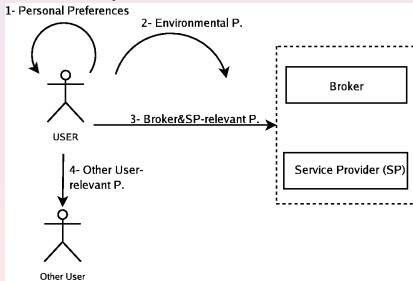 1- Personal Preferences
2- Environmental P.
Broker
3- Broker&SP-relevant P.
USER
4- Other User-
relevant P.
Service Provider (SP)
Other User